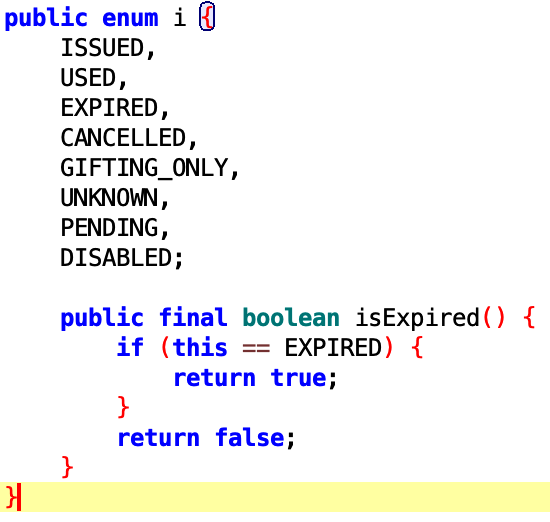 public enum i {
    ISSUED,
    USED,
    EXPIRED,
    CANCELLED,
    GIFTING_ONLY,
    UNKNOWN,
    PENDING,
    DISABLED;

    public final boolean isExpired() {
        if (this == EXPIRED) {
            return true;
        }
        return false;
    }
}